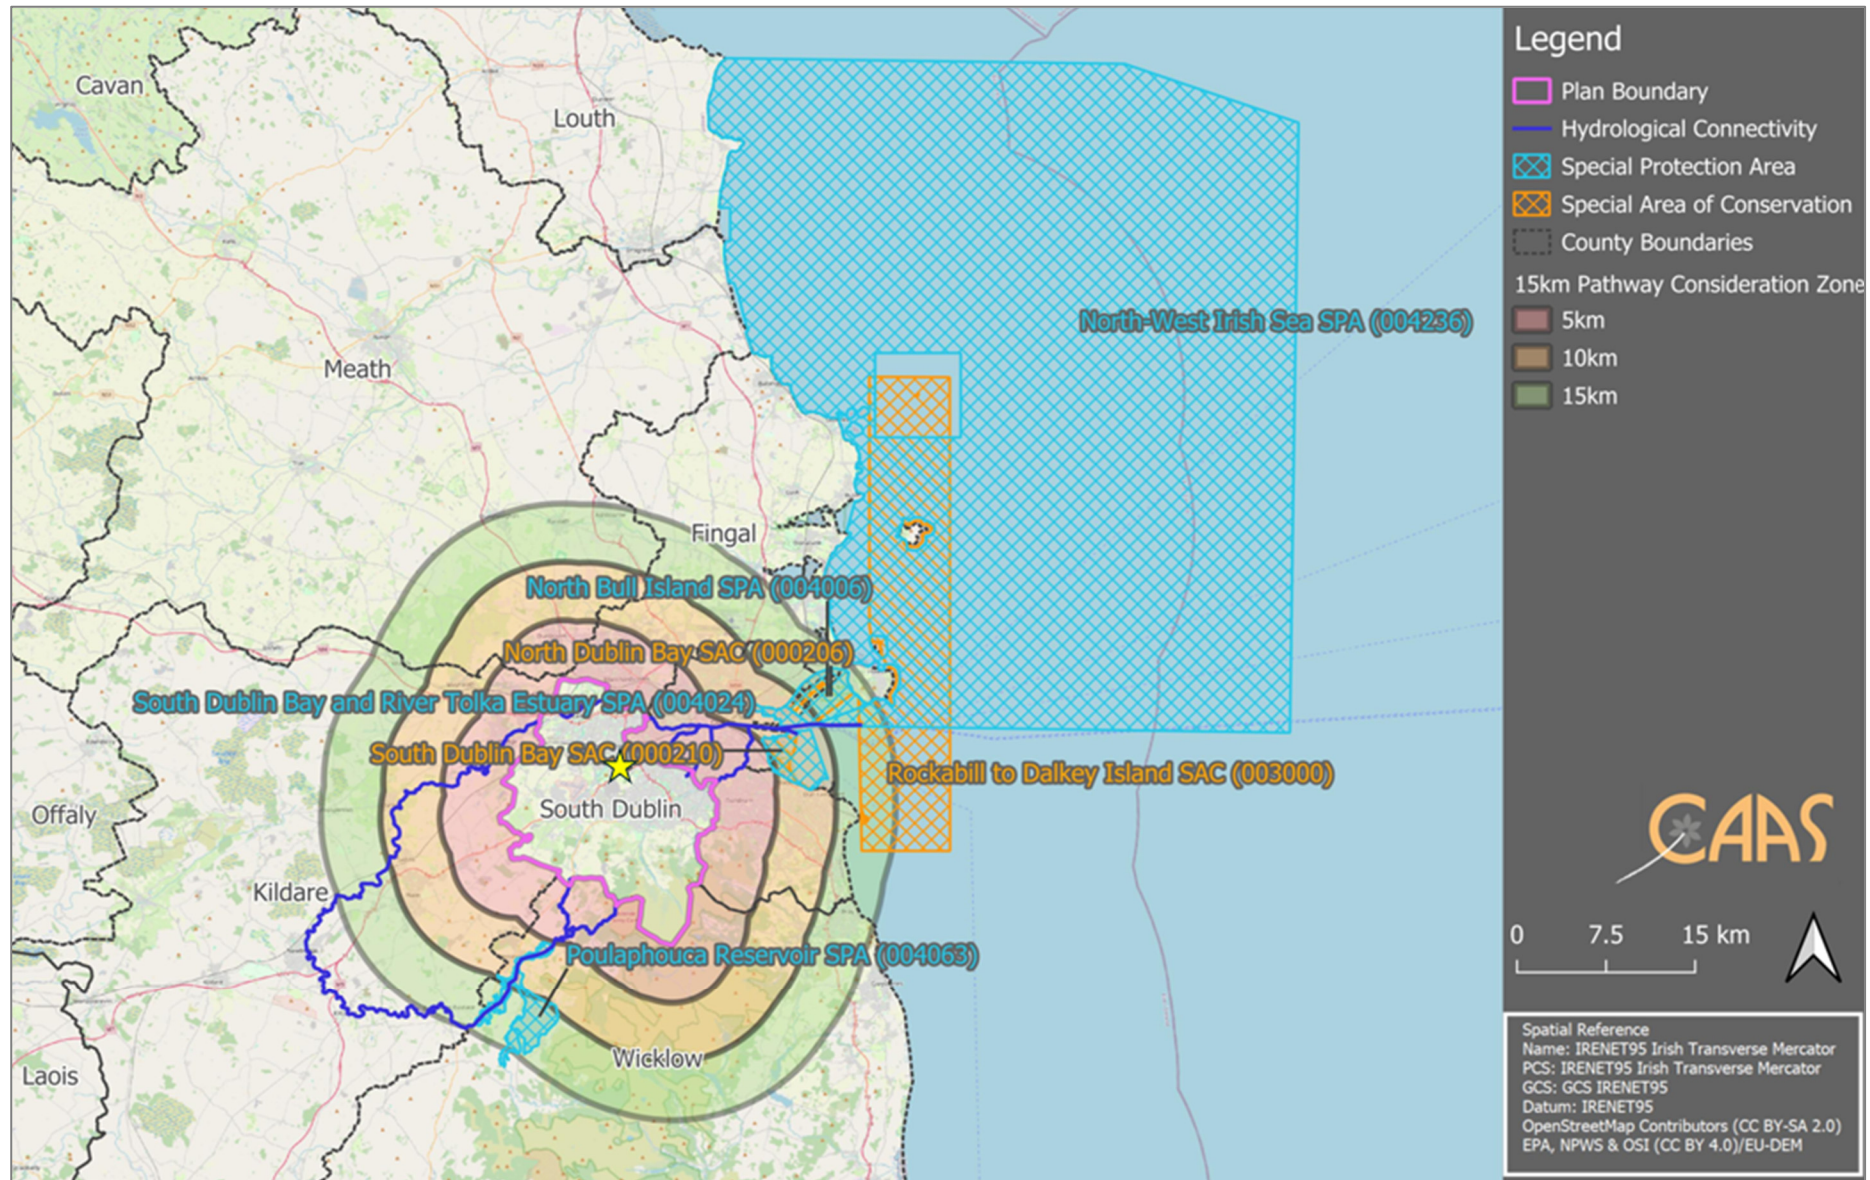 Cavan
Louth
Meath
Fingal
North-West Irish Sea SPA (004236)
North Bull Island SPA (004006)
North Dublin Bay SAC (000206)
South Dublin Bay and River Tolka Estuary SPA (004024)
South Dublin Bay SAC (000210)
Rockabill to Dalkey Island SAC (003000)
South Dublin
Offaly
Kildare
Poulaphouca Reservoir SPA (004063)
Wicklow
Laois
Legend
Plan Boundary
Hydrological Connectivity
Special Protection Area
Special Area of Conservation
County Boundaries
15km Pathway Consideration Zone
5km
10km
15km
CAAS
0 7.5 15 km
Spatial Reference
Name: IRENET95 Irish Transverse Mercator
PCS: IRENET95 Irish Transverse Mercator
GCS: GCS IRENET95
Datum: IRENET95
OpenStreetMap Contributors (CC BY-SA 2.0)
EPA, NPWS & OSI (CC BY 4.0)/EU-DEM